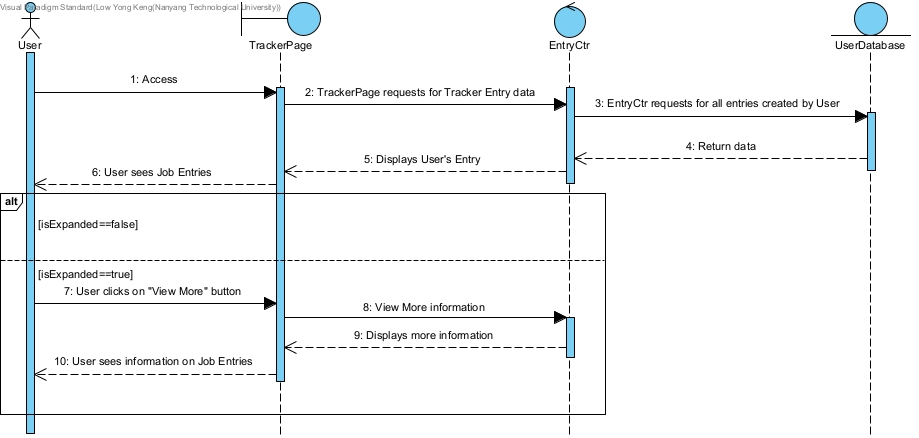 Visual Paradigm Standard(Low Yong Keng(Nanyang Technological University))
User
TrackerPage
EntryCtr
UserDatabase
1: Access
2: TrackerPage requests for Tracker Entry data
3: EntryCtr requests for all entries created by User
4: Return data
5: Displays User's Entry
6: User sees Job Entries
alt
[isExpanded==false]
[isExpanded==true]
7: User clicks on "View More" button
8: View More information
9: Displays more information
10: User sees information on Job Entries